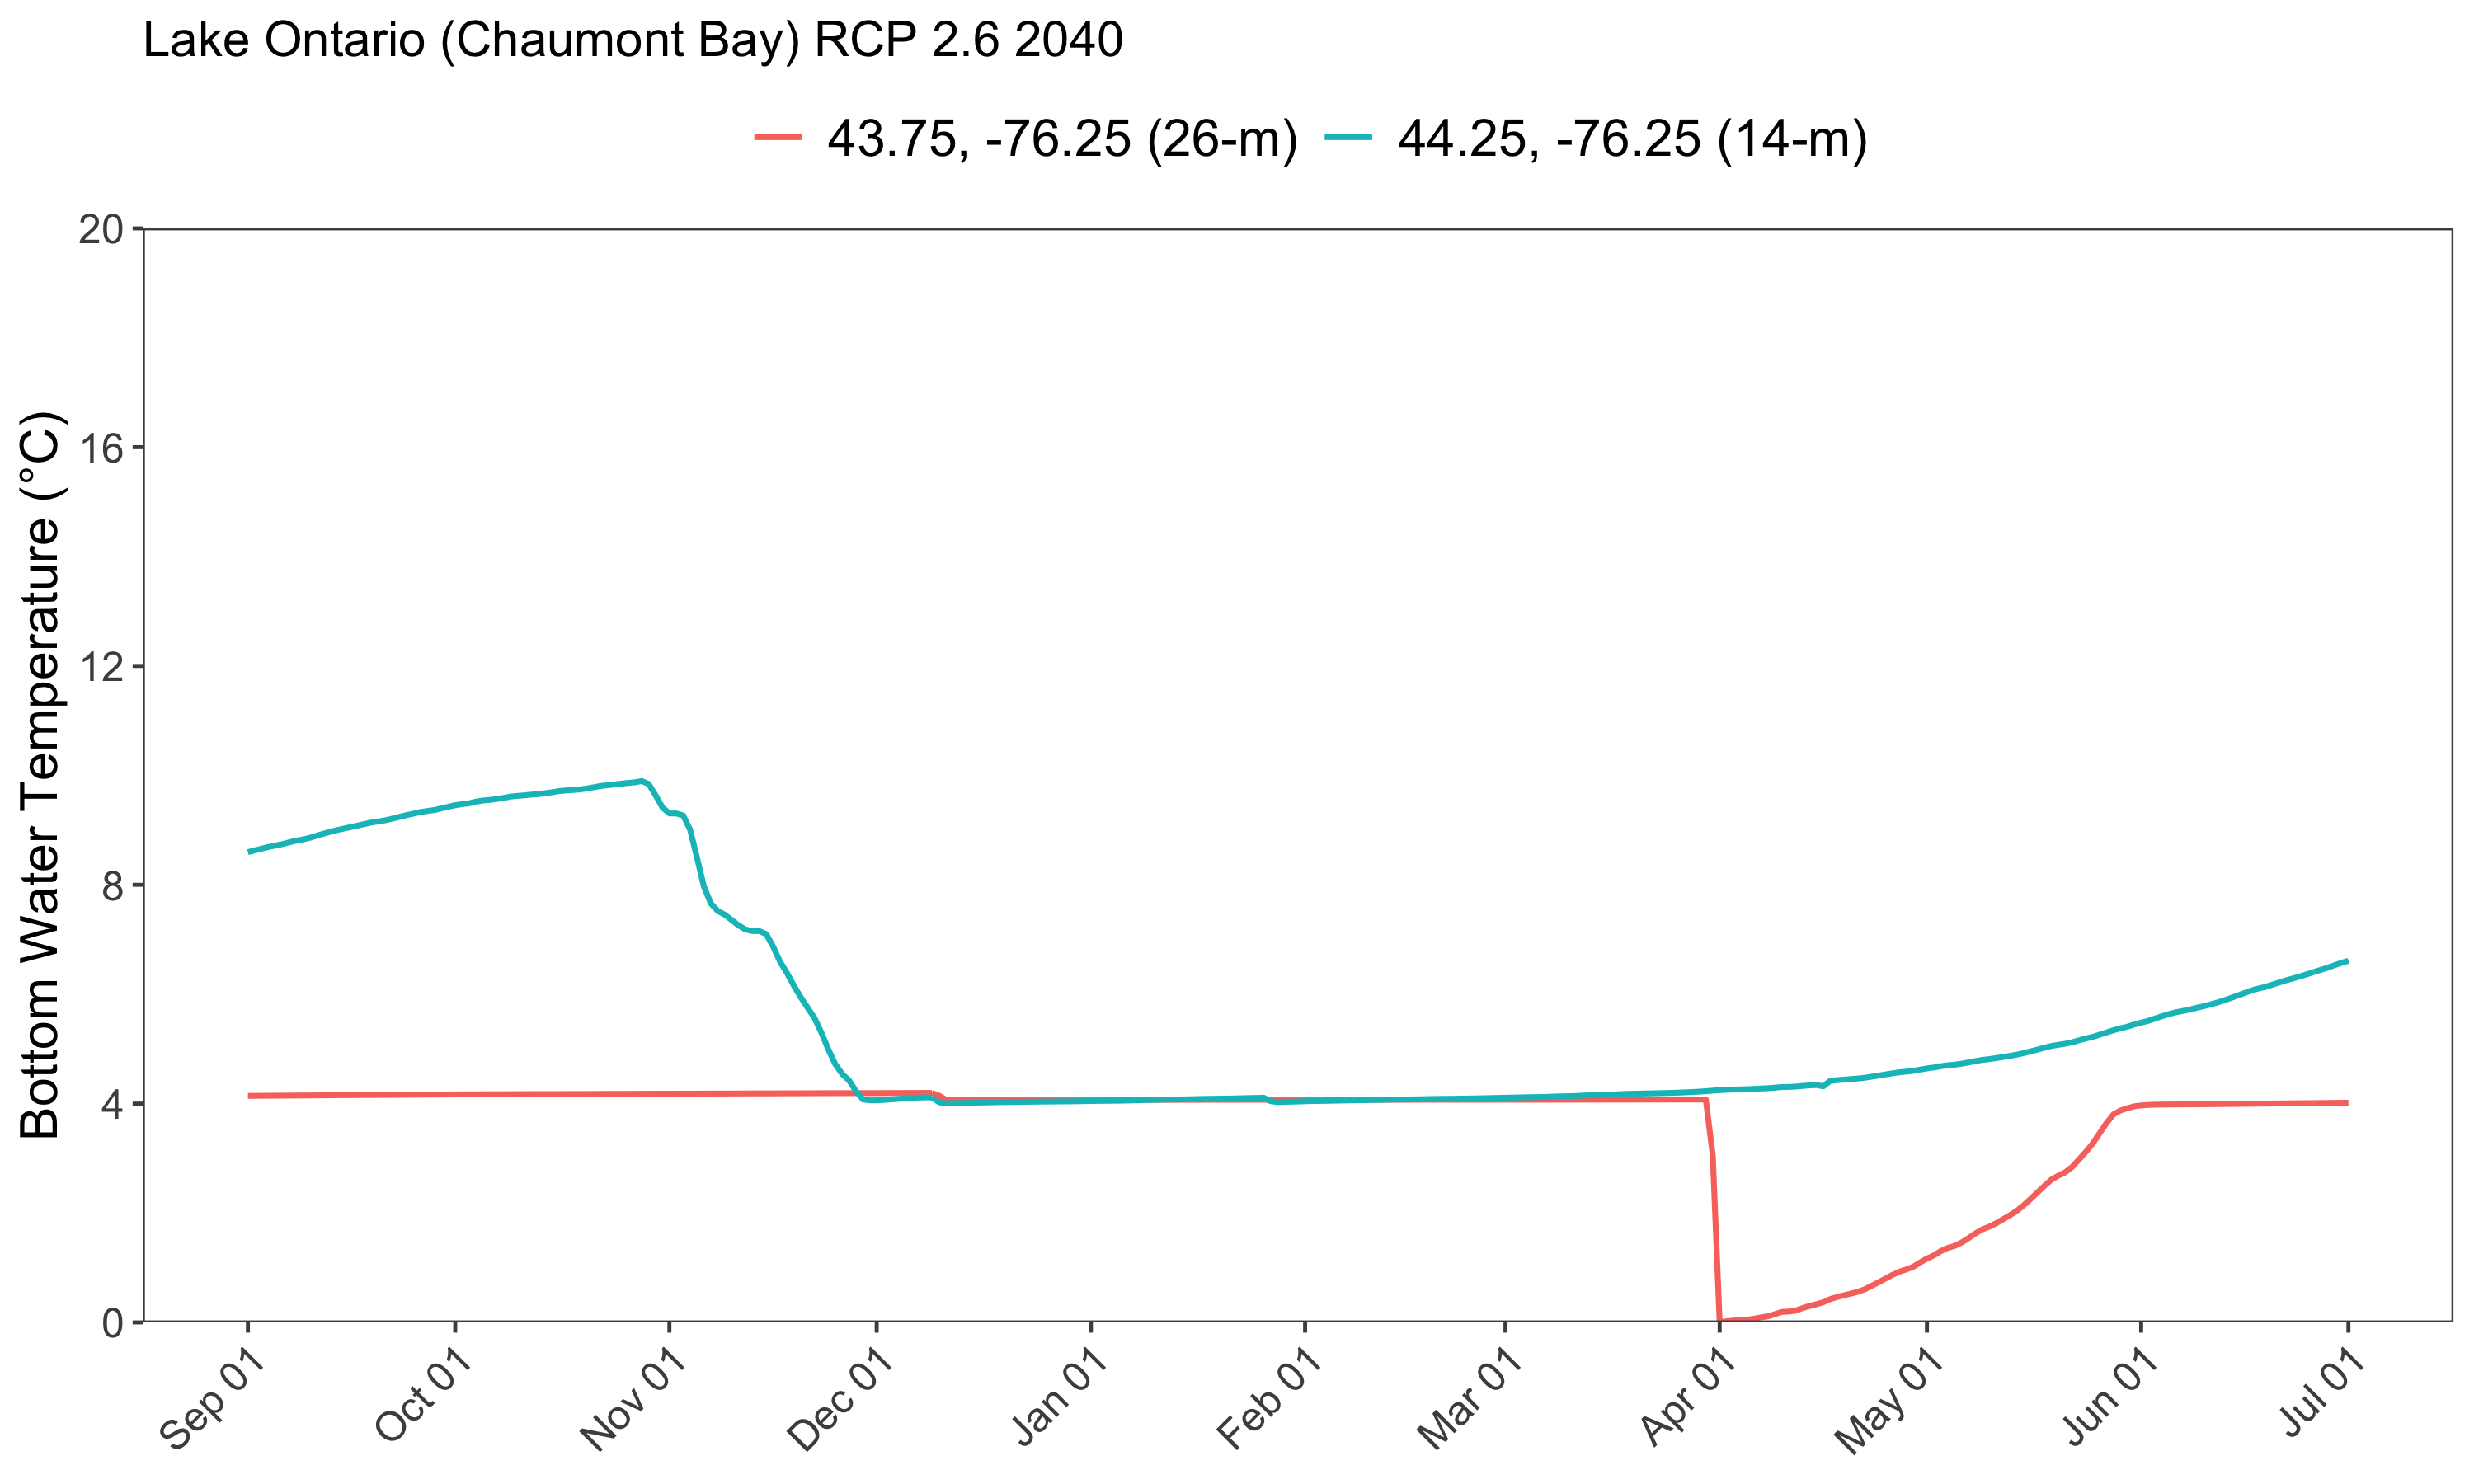 Lake Ontario (Chaumont Bay) RCP 2.6 2040
43.75, -76.25 (26-m) 44.25, -76.25 (14-m)
Bottom Water Temperature (°C)
20
16
12
8
4
0
Sep 01 Oct 01 Nov 01 Dec 01 Jan 01 Feb 01 Mar 01 Apr 01 May 01 Jun 01 Jul 01